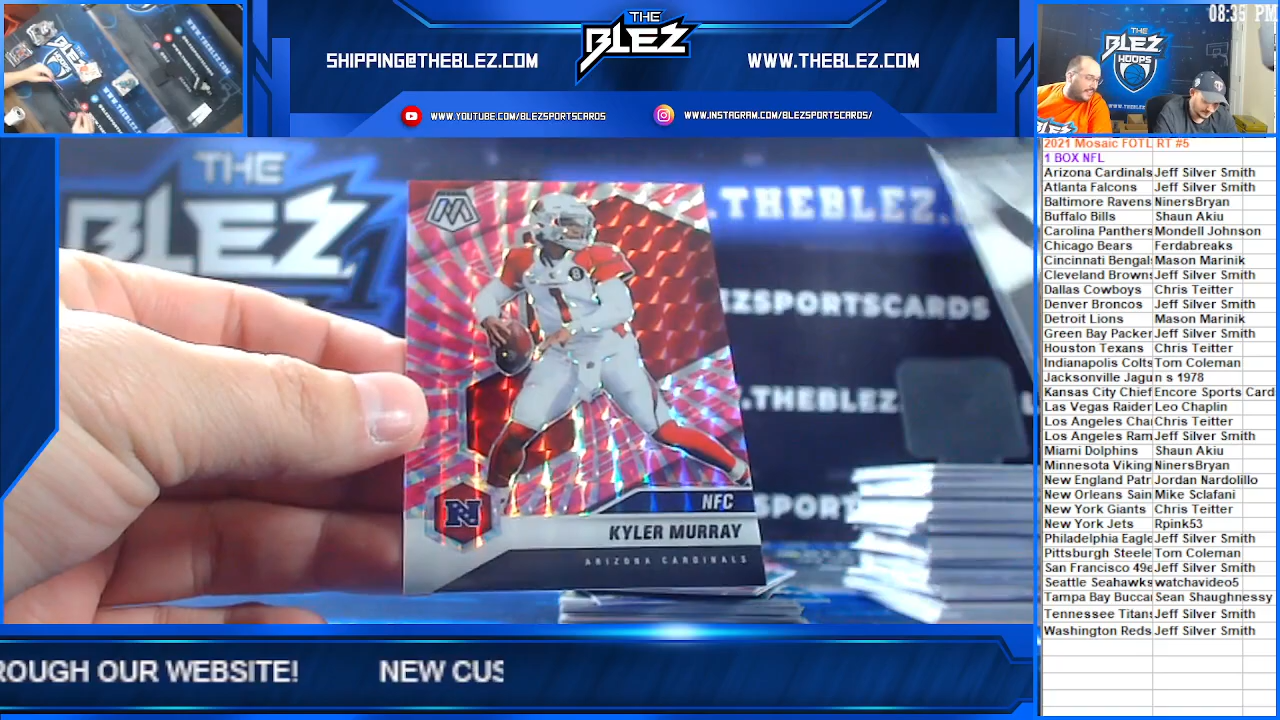 08:35 PM
THE
BLEZ
SHIPPING@THEBLEZ.COM
WWW.THEBLEZ.COM
WWW.YOUTUBE.COM/BLEZSPORTSCARDS
WWW.INSTAGRAM.COM/BLEZSPORTSCARDS/
THE
BLEZ
HOOPS
2021 Mosaic FOTL RT #5
1 BOX NFL
Arizona Cardinals Jeff Silver Smith
Atlanta Falcons Jeff Silver Smith
Baltimore Ravens NinersBryan
Buffalo Bills Shaun Akiu
Carolina Panthers Mondell Johnson
Chicago Bears Ferdabreaks
Cincinnati Bengals Mason Marinik
Cleveland Browns Jeff Silver Smith
Dallas Cowboys Chris Teitter
Denver Broncos Jeff Silver Smith
Detroit Lions Mason Marinik
Green Bay Packer Jeff Silver Smith
Houston Texans Chris Teitter
Indianapolis Colts Tom Coleman
Jacksonville Jagu n s 1978
Kansas City Chief Encore Sports Card
Las Vegas Raider Leo Chaplin
Los Angeles Cha Chris Teitter
Los Angeles Ram Jeff Silver Smith
Miami Dolphins Shaun Akiu
Minnesota Viking NinersBryan
New England Patr Jordan Nardolillo
New Orleans Sain Mike Sclafani
New York Giants Chris Teitter
New York Jets Rpink53
Philadelphia Eagle Jeff Silver Smith
Pittsburgh Steele Tom Coleman
San Francisco 49e Jeff Silver Smith
Seattle Seahawks watchavideo5
Tampa Bay Bucca Sean Shaughnessy
Tennessee Titans Jeff Silver Smith
Washington Reds Jeff Silver Smith
THE
BLEZ
.THEBLEZ.
EZSPORTSCARDS
.THEBLEZ
SPORTSC
M
1
8
N
NFC
KYLER MURRAY
ARIZONA CARDINALS
ROUGH OUR WEBSITE! NEW CUS